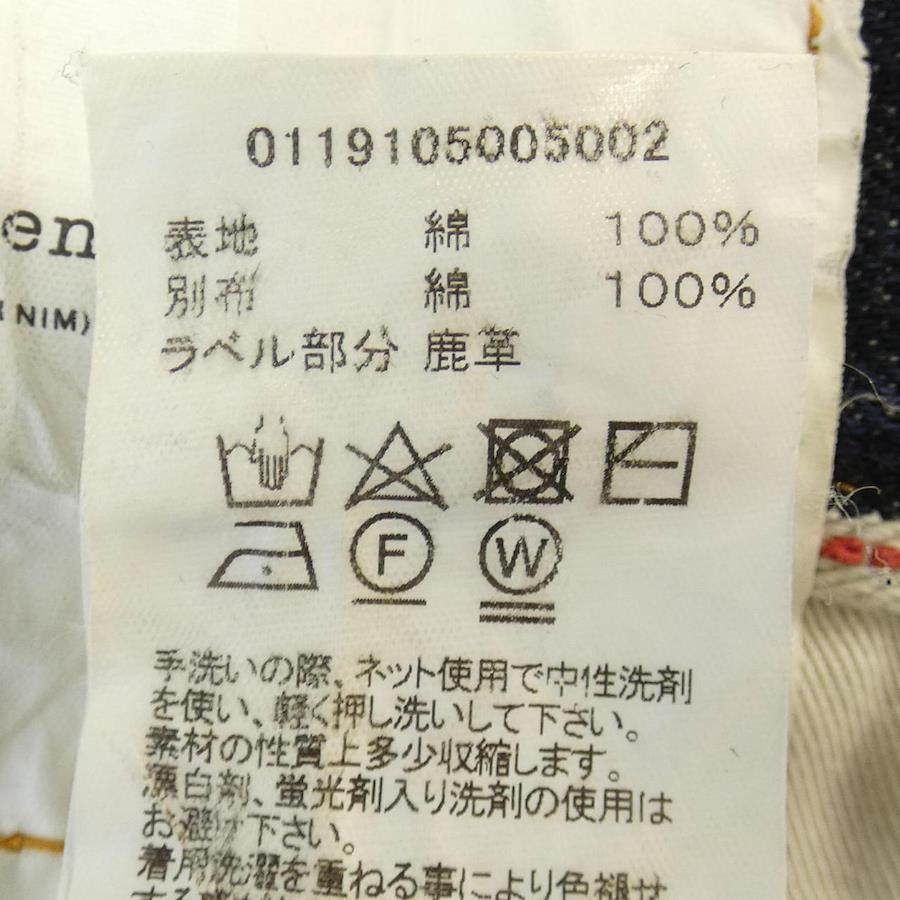 0119105005002
表地 綿 100%
別布 綿 100%
ラベル部分 鹿革
en
NIM}
F W
手洗いの際、ネット使用で中性洗剤
を使い、軽く押し洗いして下さい。
素材の性質上多少収縮します。
漂白剤、蛍光剤入り洗剤の使用は
お避け下さい。
着用洗濯を重ねる事により色褪せ